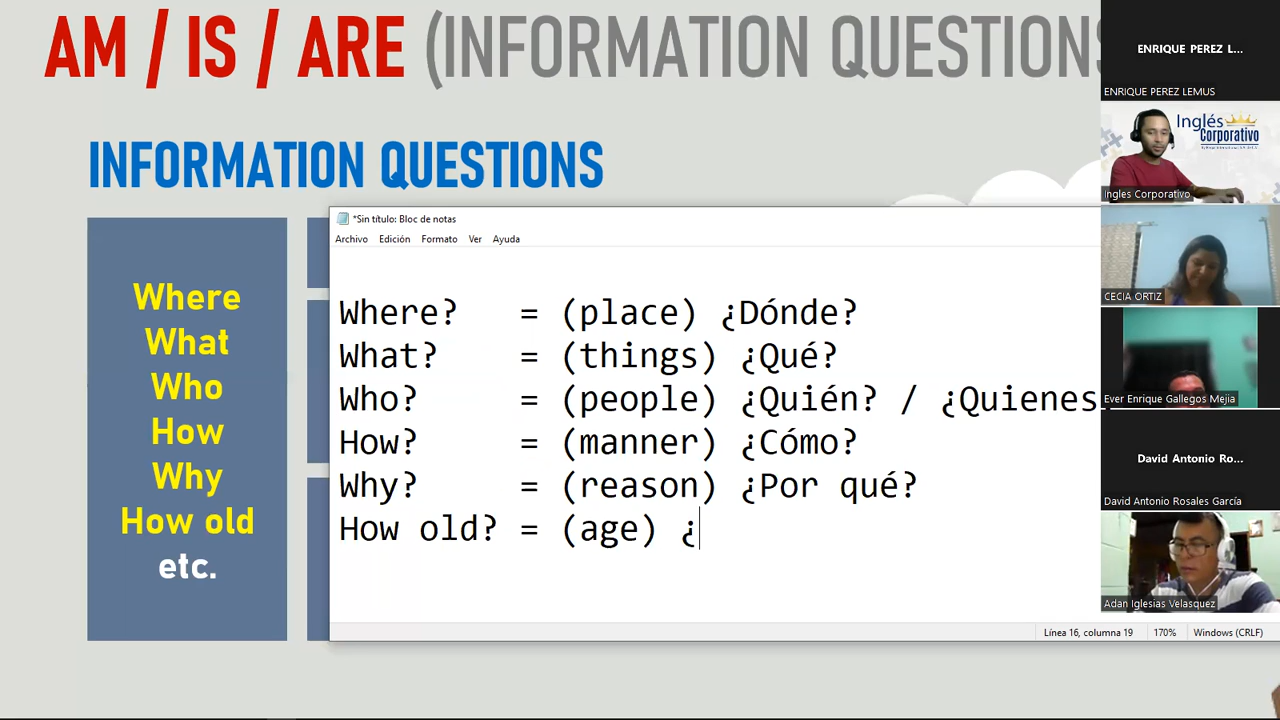 AM / IS / ARE (INFORMATION QUESTIONS
INFORMATION QUESTIONS
Where
What
Who
How
Why
How old
etc.
*Sin título: Bloc de notas
Archivo Edición Formato Ver Ayuda
Where? = (place) ¿Dónde?
What? = (things) ¿Qué?
Who? = (people) ¿Quién? / ¿Quienes
How? = (manner) ¿Cómo?
Why? = (reason) ¿Por qué?
How old? = (age) ¿
Línea 16, columna 19 170% Windows (CRLF)
ENRIQUE PEREZ L...
ENRIQUE PEREZ LEMUS
Inglés
Corporativo
Ingles Corporativo
CECIA ORTIZ
Ever Enrique Gallegos Mejia
David Antonio Ro...
David Antonio Rosales García
Adan Iglesias Velasquez